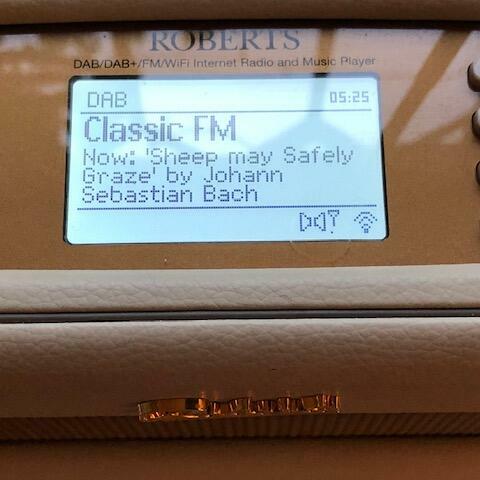 ROBERTS
DAB/DAB+/FM/WiFi Internet Radio and Music Player
DAB 05:25
Classic FM
Now: 'Sheep may Safely
Graze' by Johann
Sebastian Bach